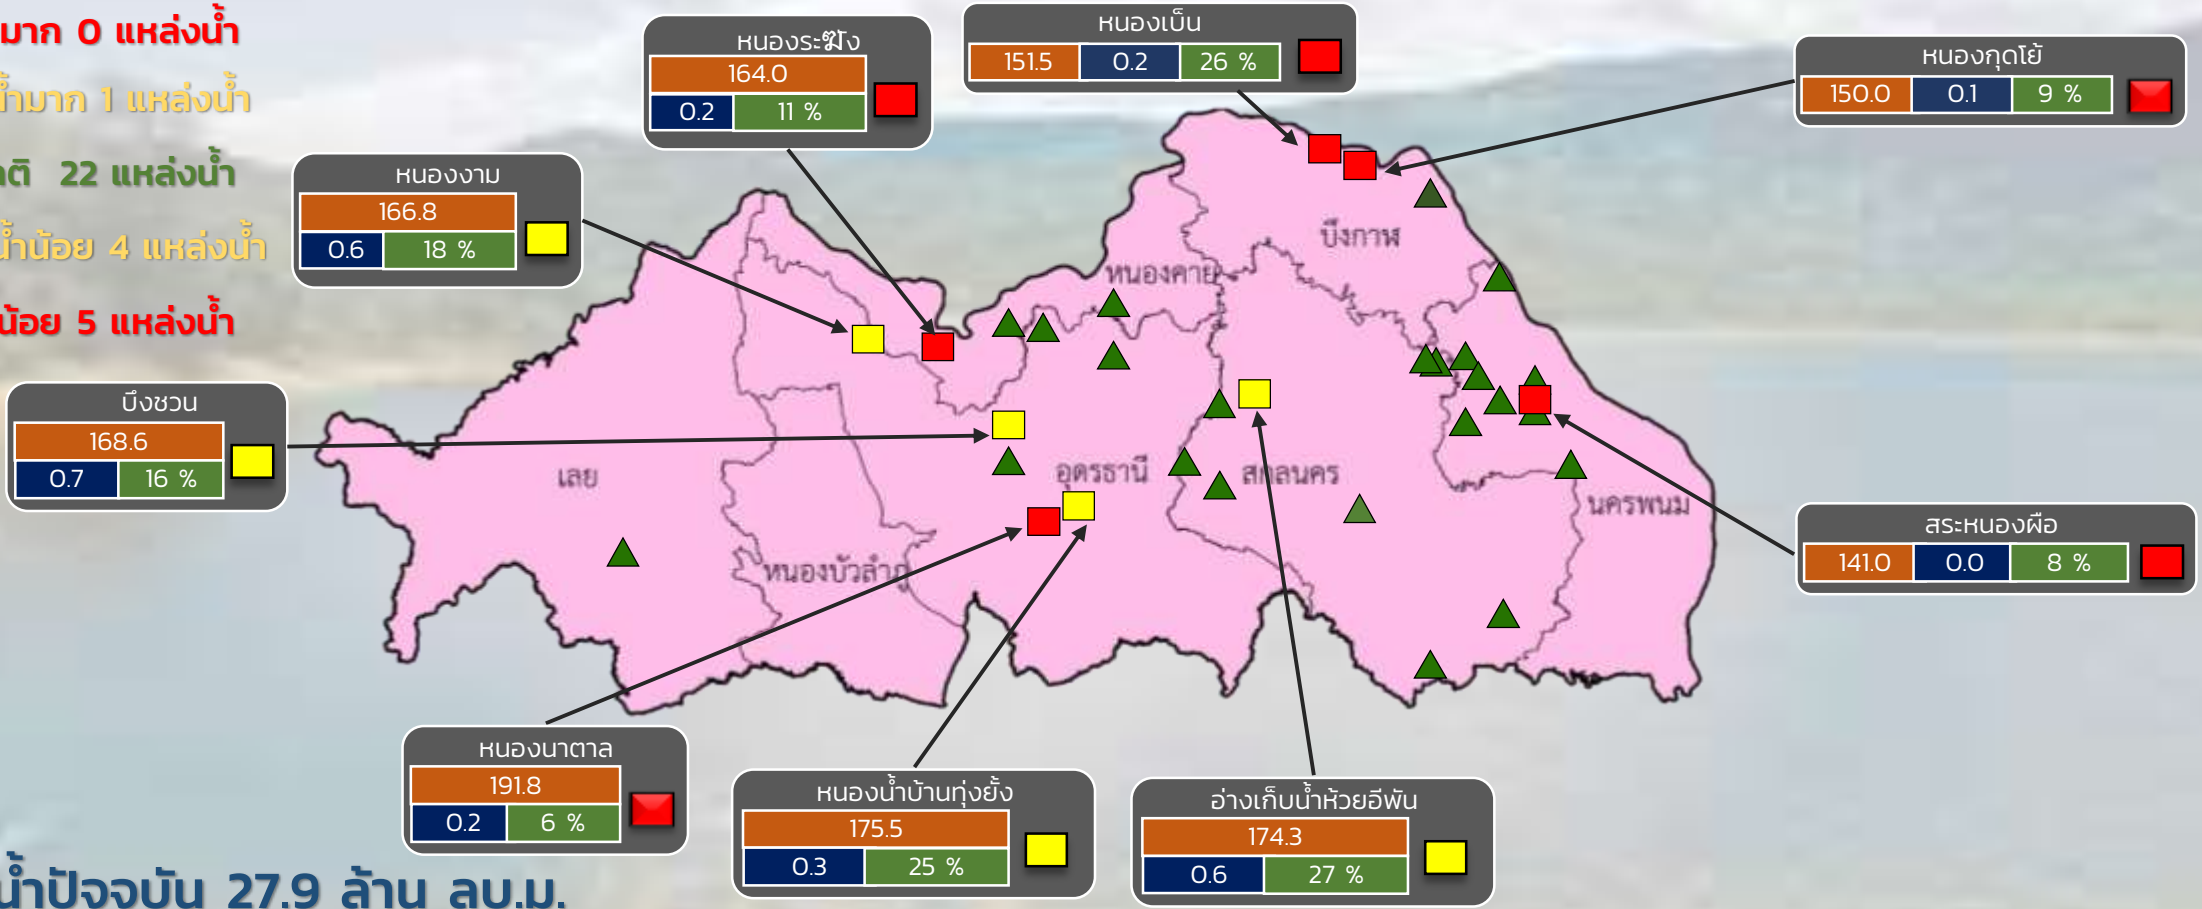 มาก 0 แหล่งน้ำ
น้ำมาก 1 แหล่งน้ำ
22 แหล่งน้ำ
น้ำน้อย 4 แหล่งน้ำ
น้อย 5 แหล่งน้ำ
หนองระฆัง
164.0
0.2 11 %
หนองเบ็น
151.5 0.2 26 %
หนองกุดโย้
150.0 0.1 9 %
หนองงาม
166.8
0.6 18 %
บึงกาฬ
หนองคาย
บึงชวน
168.6
0.7 16 %
เลย
อุดรธานี
สกลนคร
นครพนม
หนองบัวลำภู
สระหนองผือ
141.0 0.0 8 %
หนองนาตาล
191.8
0.2 6 %
หนองน้ำบ้านทุ่งยั้ง
175.5
0.3 25 %
อ่างเก็บน้ำห้วยอีพัน
174.3
0.6 27 %
น้ำปัจจุบัน 27.9 ล้าน ลบ.ม.